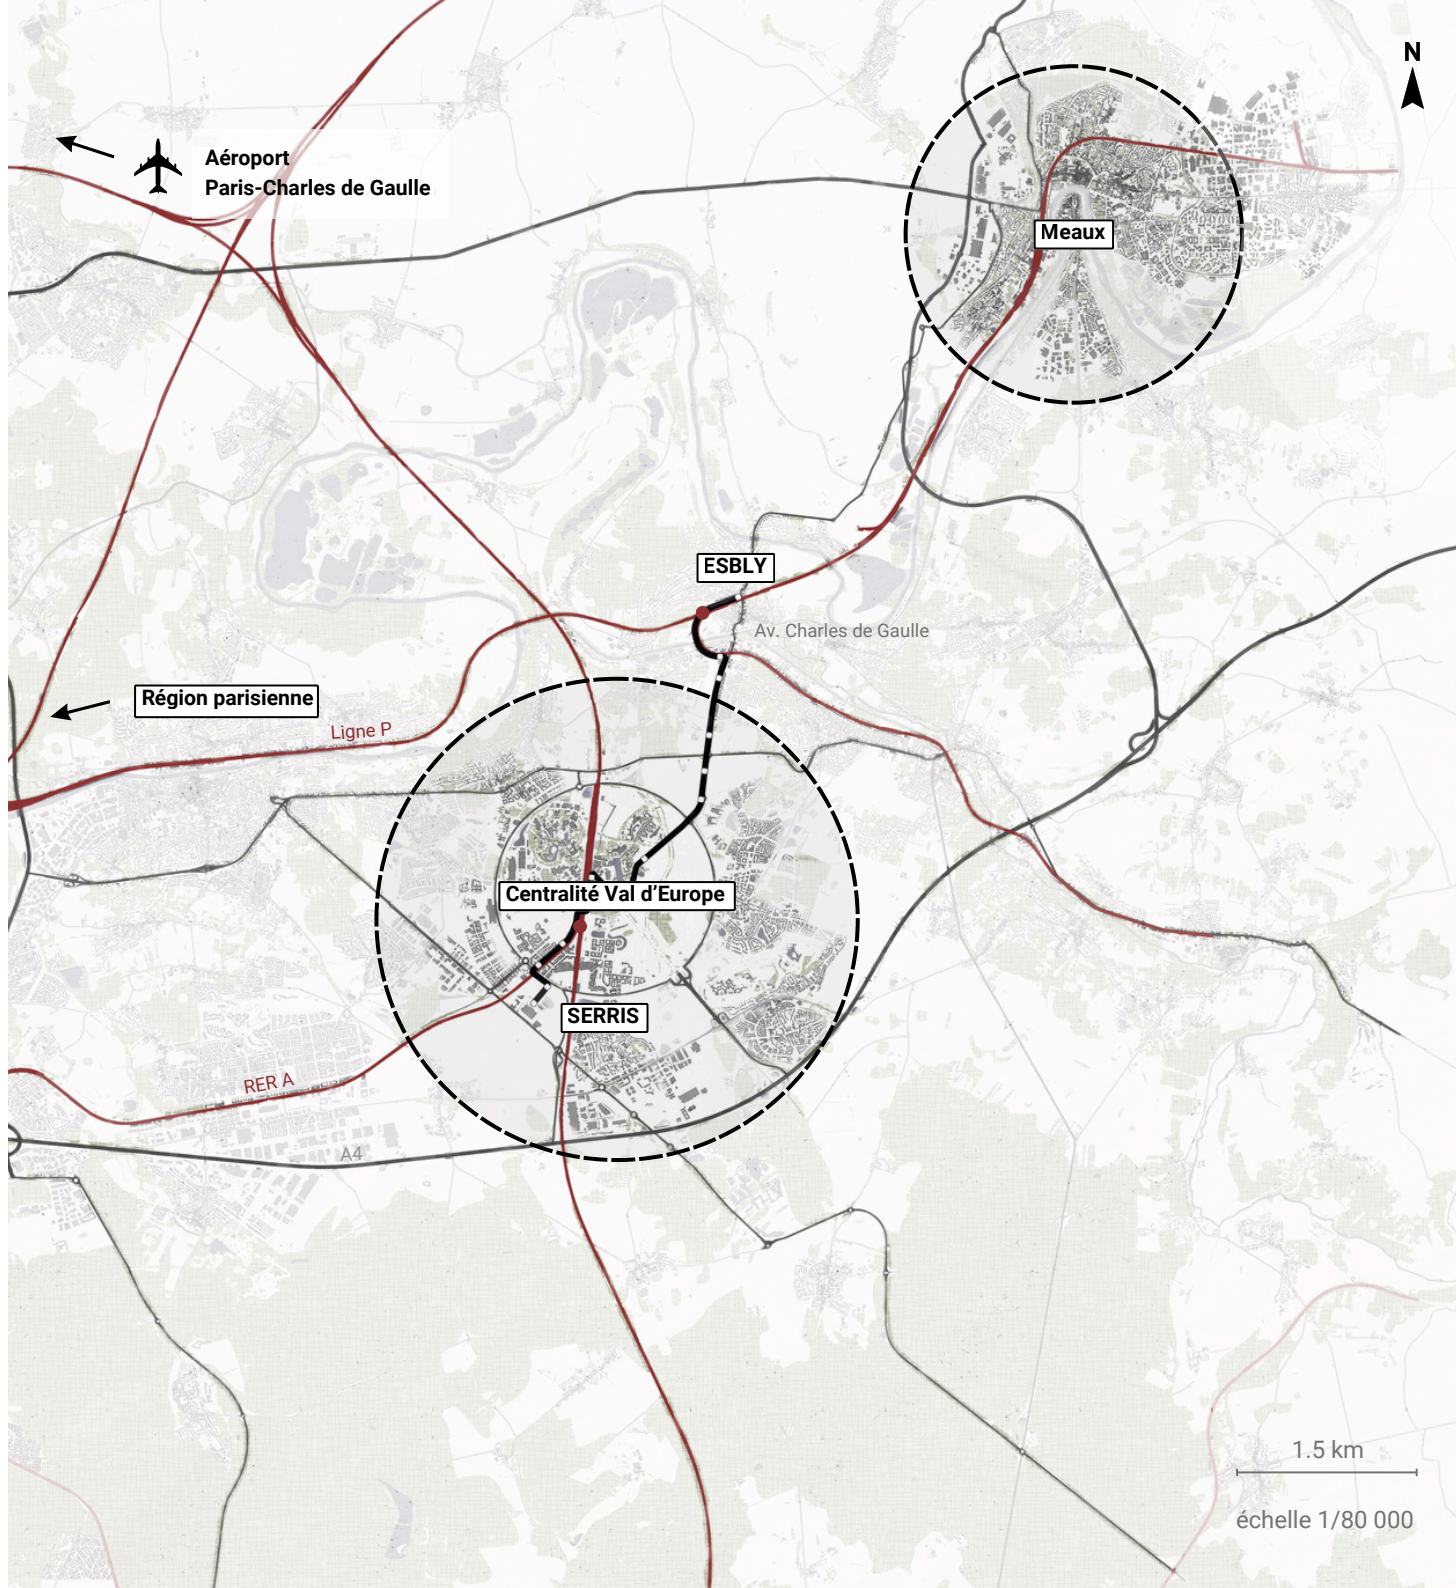 N
Aéroport
Paris-Charles de Gaulle
Meaux
ESBLY
Av. Charles de Gaulle
Région parisienne
Ligne P
Centralité Val d'Europe
SERRIS
RER A
A4
1.5 km
échelle 1/80 000